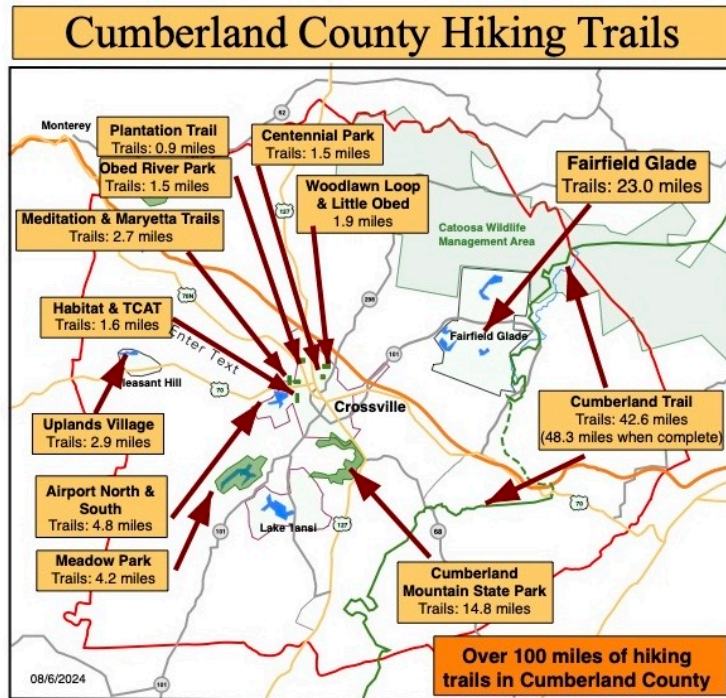 Cumberland County Hiking Trails
Monterey
62
Plantation Trail
Trails: 0.9 miles
Obed River Park
Trails: 1.5 miles
Centennial Park
Trails: 1.5 miles
Woodlawn Loop
& Little Obed
1.9 miles
Fairfield Glade
Trails: 23.0 miles
Meditation & Maryetta Trails
Trails: 2.7 miles
127
Catoosa Wildlife
Management Area
70N
298
Habitat & TCAT
Trails: 1.6 miles
Enter Text
Fairfield Glade
101
leasant Hill
70
Crossville
Uplands Village
Trails: 2.9 miles
Cumberland Trail
Trails: 42.6 miles
(48.3 miles when complete)
Airport North &
South
Trails: 4.8 miles
70
Lake Tansi
127
101
68
Meadow Park
Trails: 4.2 miles
Cumberland
Mountain State Park
Trails: 14.8 miles
Over 100 miles of hiking
trails in Cumberland County
08/6/2024